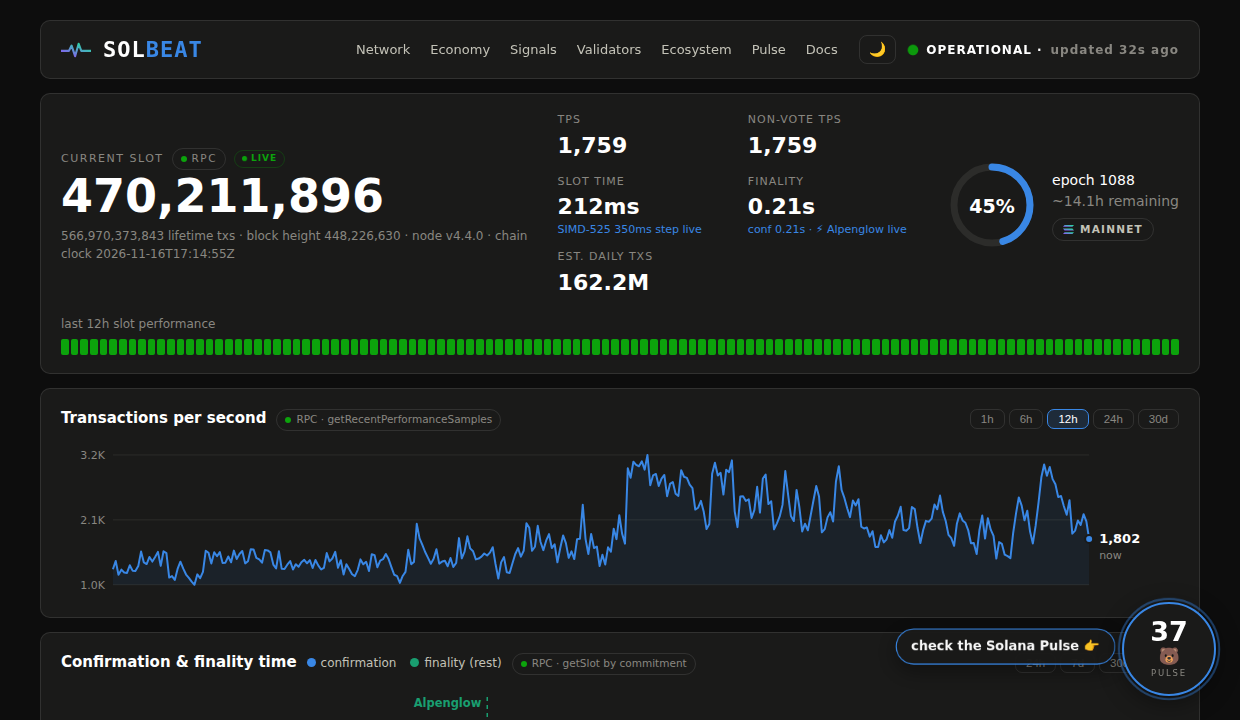 SOLBEAT
Network Economy Signals Validators Ecosystem Pulse Docs 🌙 OPERATIONAL · updated 32s ago
CURRENT SLOT RPC LIVE
470,211,896
566,970,373,843 lifetime txs · block height 448,226,630 · node v4.4.0 · chain
clock 2026-11-16T17:14:55Z
TPS
1,759
NON-VOTE TPS
1,759
SLOT TIME
212ms
SIMD-525 350ms step live
FINALITY
0.21s
conf 0.21s · ⚡ Alpenglow live
EST. DAILY TXS
162.2M
45%
epoch 1088
~14.1h remaining
MAINNET
last 12h slot performance
Transactions per second RPC · getRecentPerformanceSamples
1h 6h 12h 24h 30d
3.2K
2.1K
1.0K
1,802
now
Confirmation & finality time confirmation finality (rest) RPC · getSlot by commitment
Alpenglow
check the Solana Pulse 👉
37
🐻
PULSE